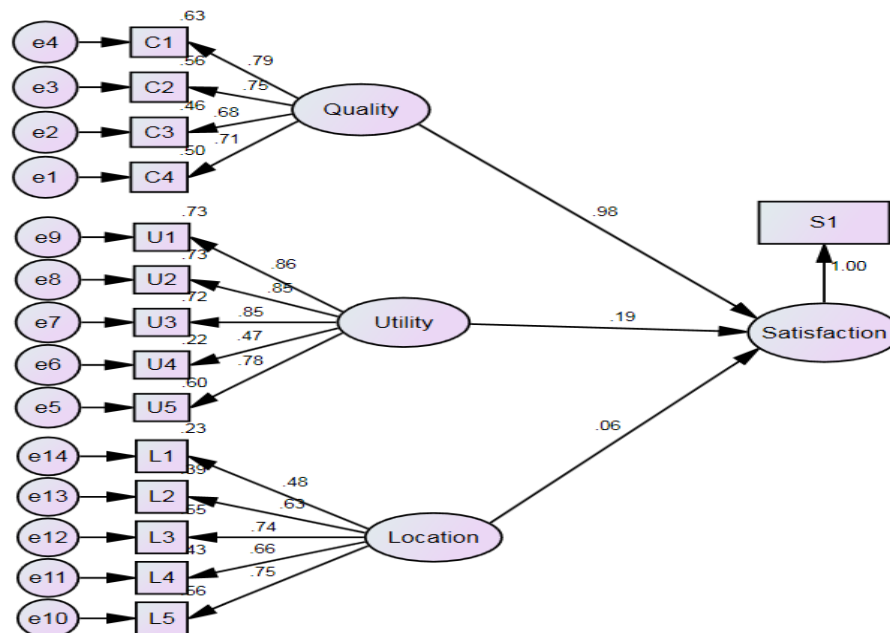 .63
e4 C1
.79
.56
e3 C2 .75
Quality
.46 .68
e2 C3
.71
.50
e1 C4
.73
.98
S1
e9 U1
.73
.86
1.00
e8 U2 .85
.72
e7 U3 .85 Utility .19 Satisfaction
.22 .47
e6 U4
.78
.60
e5 U5
.23
.06
e14 L1
.39 .48
e13 L2 .63
.55 .74
e12 L3 Location
.43 .66
e11 L4
.75
.56
e10 L5